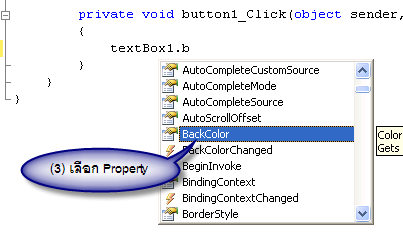 private void button1_Click(object sender,
{
textBox1.b
}
}
}
AutoCompleteCustomSource
AutoCompleteMode
AutoCompleteSource
AutoScrollOffset
BackColor
BackColorChanged
BeginInvoke
BindingContext
BindingContextChanged
BorderStyle
Color
Gets
(3) เลือก Property